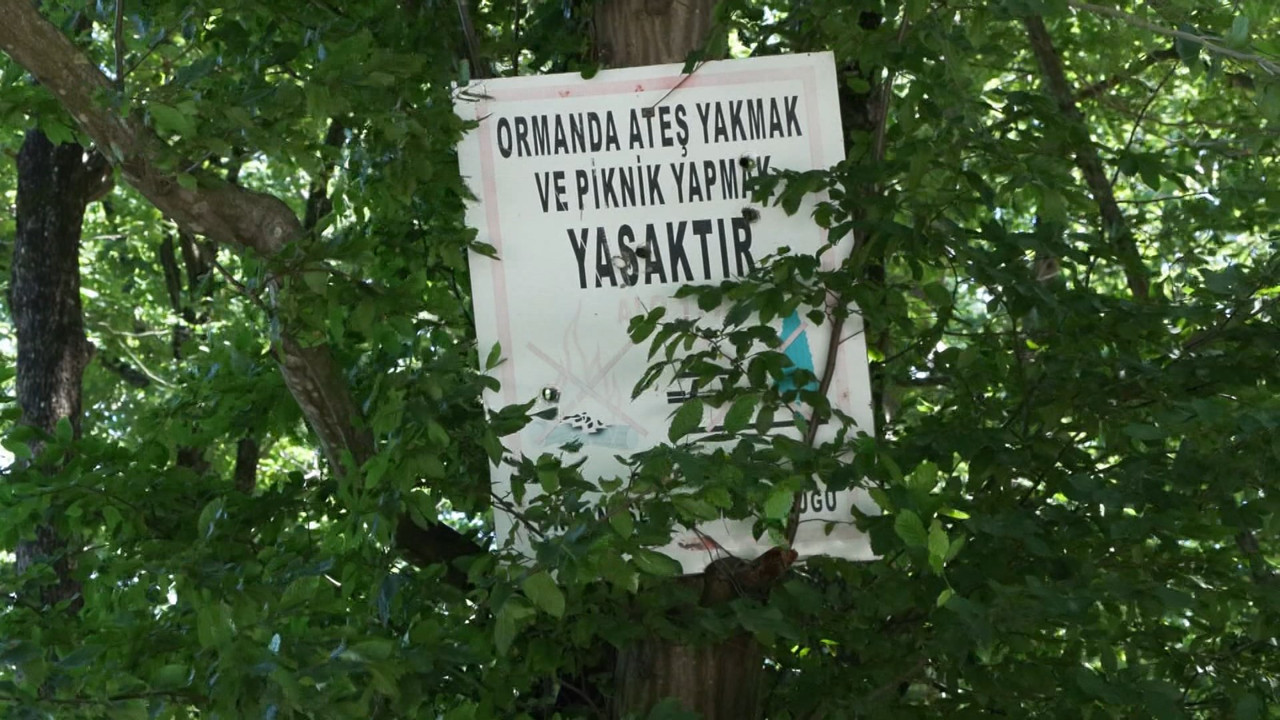 ORMANDA ATEŞ YAKMAK
VE PİKNİK YAPMAK
YASAKTIR